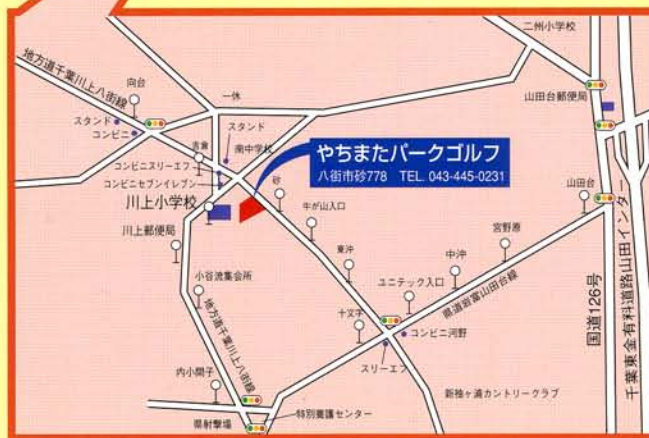 二州小学校
地方道千葉川上八街線
向台
一休
山田台郵便局
スタンド
コンビニ
スタンド
吉倉
南中学校
やちまたパークゴルフ
八街市砂778 TEL. 043-445-0231
コンビニスリーエフ
コンビニセブンイレブン
川上小学校
砂
牛が山入口
山田台
川上郵便局
東沖
宮野原
中沖
小谷流集会所
ユニテック入口
県道成東山田台線
十文字
コンビニ河野
スリーエフ
地方道千葉川上八街線
国道126号
千葉東金有料道路山田インター
内小間子
新袖ヶ浦カントリークラブ
県射撃場
特別養護センター